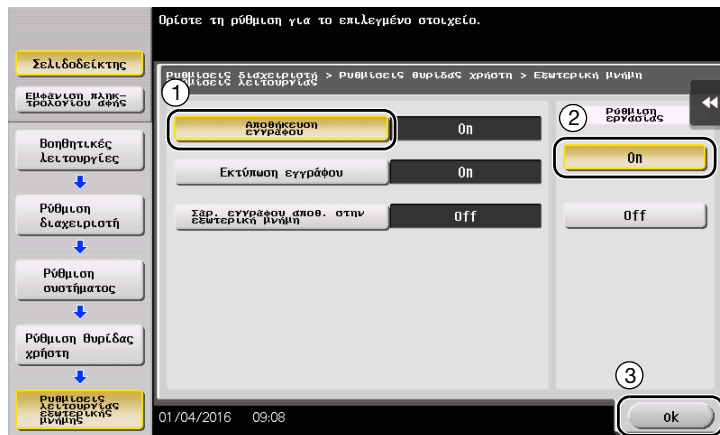 Ορίστε τη ρύθμιση για το επιλεγμένο στοιχείο.
Σελιδοδείκτης
Εμφάνιση πληκ-
τρολογίου αφής
Βοηθητικές
λειτουργίες
Ρύθμιση
διαχειριστή
Ρύθμιση
συστήματος
Ρύθμιση θυρίδας
χρήστη
Ρυθμίσεις
λειτουργίας
εξωτερικής
μνήμης
Ρυθμίσεις διαχειριστή > Ρυθμίσεις θυρίδας χρήστη > Εξωτερική μνήμη
Ρυθμίσεις λειτουργίας
1
Αποθήκευση
εγγράφου
On
Εκτύπωση εγγράφου
On
Σαρ. εγγράφου αποθ. στην
εξωτερική μνήμη
Off
2
Ρύθμιση
εργασίας
On
Off
3
01/04/2016 09:08
ok